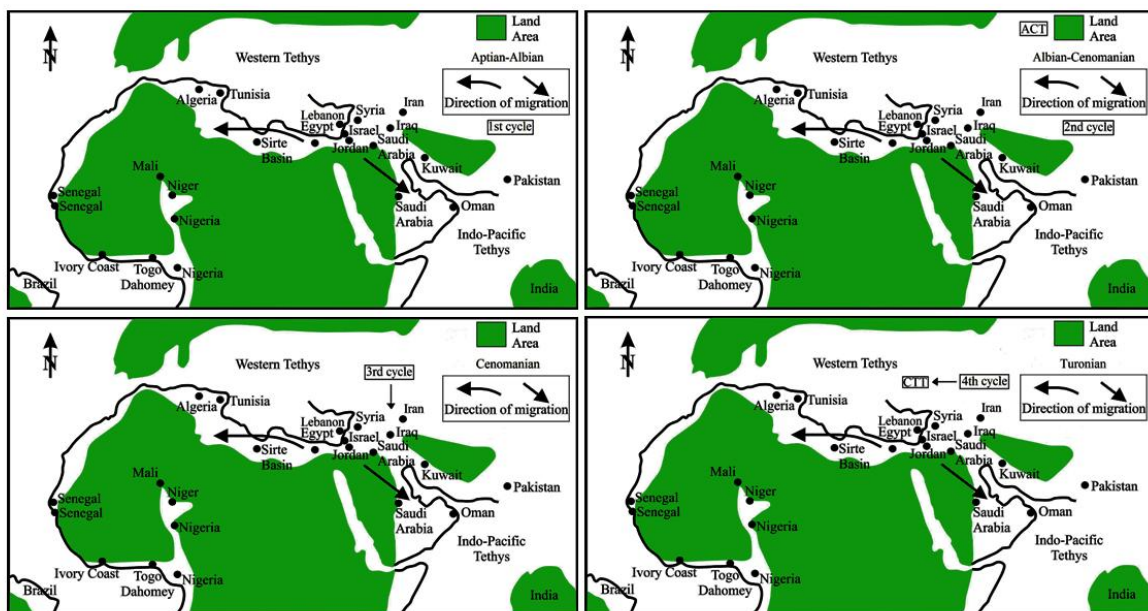 Land
Area
N
Western Tethys
Aptian-Albian
Direction of migration
1st cycle
Algeria
Tunisia
Lebanon
Syria
Iran
Egypt
Israel
Iraq
Sirte
Basin
Jordan
Saudi
Arabia
Kuwait
Mali
Niger
Pakistan
Senegal
Senegal
Saudi
Arabia
Oman
Nigeria
Indo-Pacific
Tethys
Ivory Coast
Togo
Dahomey
Nigeria
Brazil
India
ACT
Land
Area
N
Western Tethys
Albian-Cenomanian
Direction of migration
2nd cycle
Algeria
Tunisia
Lebanon
Syria
Iran
Egypt
Israel
Iraq
Sirte
Basin
Jordan
Saudi
Arabia
Kuwait
Mali
Niger
Pakistan
Senegal
Senegal
Saudi
Arabia
Oman
Nigeria
Indo-Pacific
Tethys
Ivory Coast
Togo
Dahomey
Nigeria
Brazil
India
Land
Area
N
Western Tethys
Cenomanian
3rd cycle
Direction of migration
Algeria
Tunisia
Lebanon
Syria
Iran
Egypt
Israel
Iraq
Sirte
Basin
Jordan
Saudi
Arabia
Kuwait
Mali
Niger
Pakistan
Senegal
Senegal
Saudi
Arabia
Oman
Nigeria
Indo-Pacific
Tethys
Ivory Coast
Togo
Dahomey
Nigeria
Brazil
India
Land
Area
N
Western Tethys
Turonian
CTT
4th cycle
Direction of migration
Algeria
Tunisia
Lebanon
Syria
Iran
Egypt
Israel
Iraq
Sirte
Basin
Jordan
Saudi
Arabia
Kuwait
Mali
Niger
Pakistan
Senegal
Senegal
Saudi
Arabia
Oman
Nigeria
Indo-Pacific
Tethys
Ivory Coast
Togo
Dahomey
Nigeria
Brazil
India